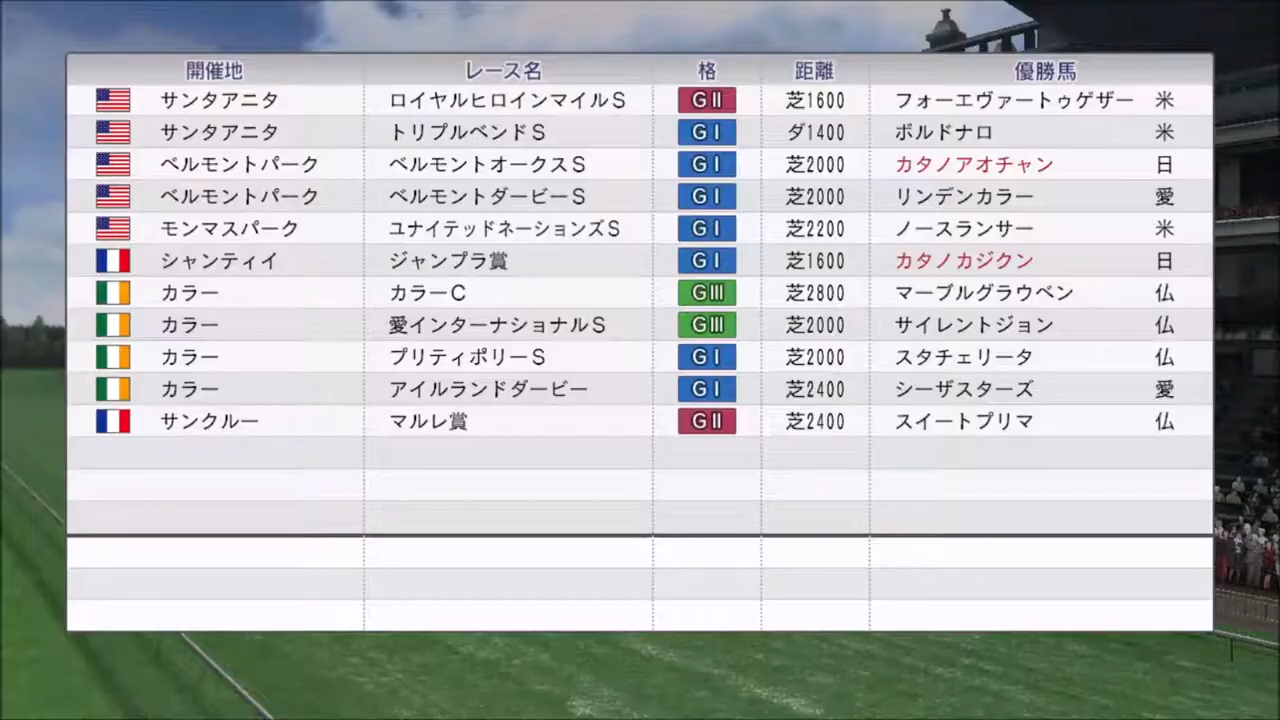 開催地 レース名 格 距離 優勝馬
サンタアニタ ロイヤルヒロインマイルS GⅡ 芝1600 フォーエヴァートゥゲザー 米
サンタアニタ トリプルベンドS GⅠ ダ1400 ボルドナロ 米
ベルモントパーク ベルモントオークスS GⅠ 芝2000 カタノアオチャン 日
ベルモントパーク ベルモントダービーS GⅠ 芝2000 リンデンカラー 愛
モンマスパーク ユナイテッドネーションズS GⅠ 芝2200 ノースランサー 米
シャンティイ ジャンプラ賞 GⅠ 芝1600 カタノカジクン 日
カラー カラーC GⅢ 芝2800 マーブルグラウベン 仏
カラー 愛インターナショナルS GⅢ 芝2000 サイレントジョン 仏
カラー プリティポリーS GⅠ 芝2000 スタチェリータ 仏
カラー アイルランドダービー GⅠ 芝2400 シーザスターズ 愛
サンクルー マルレ賞 GⅡ 芝2400 スイートプリマ 仏